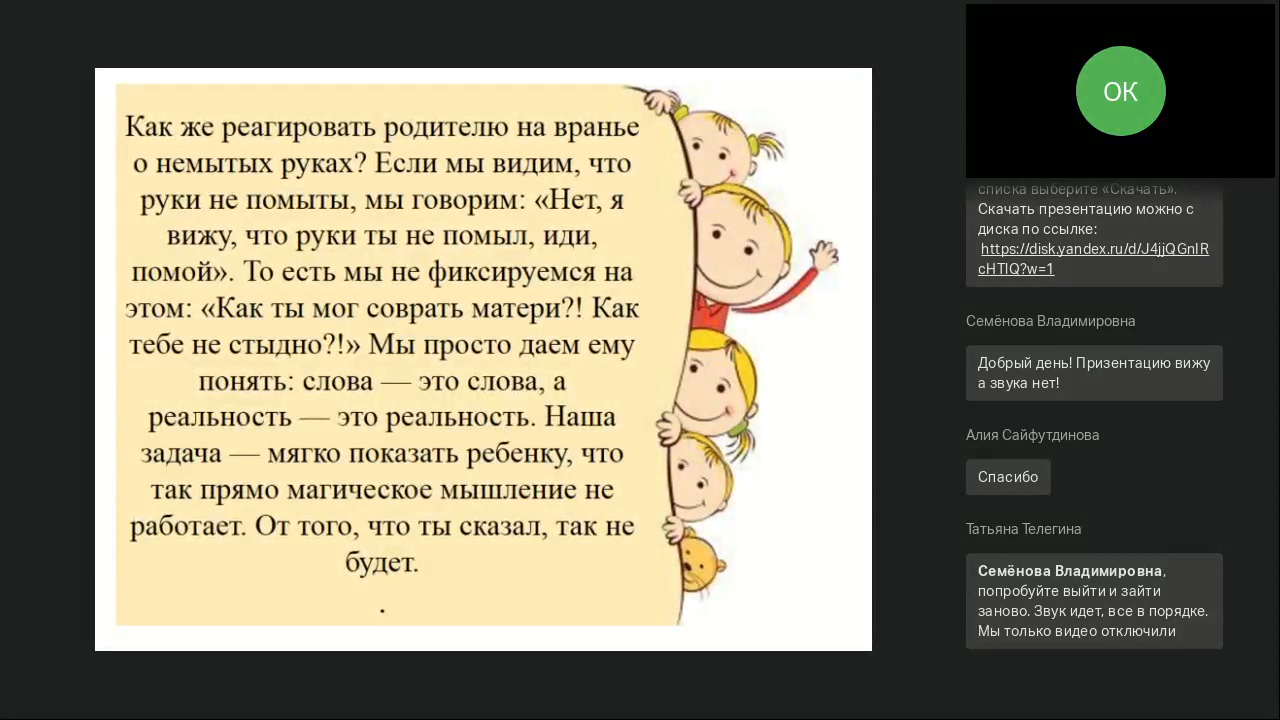 Как же реагировать родителю на вранье
о немытых руках? Если мы видим, что
руки не помыты, мы говорим: «Нет, я
вижу, что руки ты не помыл, иди,
помой». То есть мы не фиксируемся на
этом: «Как ты мог соврать матери?! Как
тебе не стыдно?!» Мы просто даем ему
понять: слова — это слова, а
реальность — это реальность. Наша
задача — мягко показать ребенку, что
так прямо магическое мышление не
работает. От того, что ты сказал, так не
будет.
.
ОК
списка выберите «Скачать».
Скачать презентацию можно с
диска по ссылке:
https://disk.yandex.ru/d/J4jjQGnIR
cHTIQ?w=1
Семёнова Владимировна
Добрый день! Призентацию вижу
а звука нет!
Алия Сайфутдинова
Спасибо
Татьяна Телегина
Семёнова Владимировна,
попробуйте выйти и зайти
заново. Звук идет, все в порядке.
Мы только видео отключили